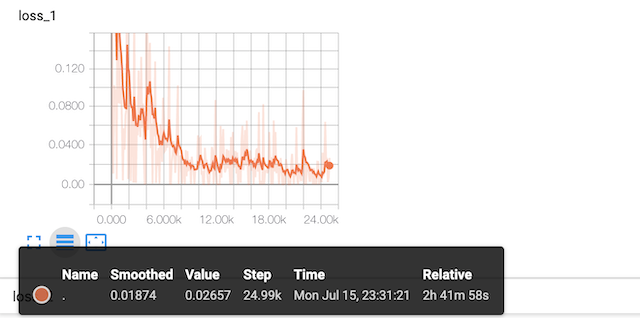 loss_1
0.120
0.0800
0.0400
0.00
0.000 6.000k 12.00k 18.00k 24.00k
Name Smoothed Value Step Time Relative
. 0.01874 0.02657 24.99k Mon Jul 15, 23:31:21 2h 41m 58s